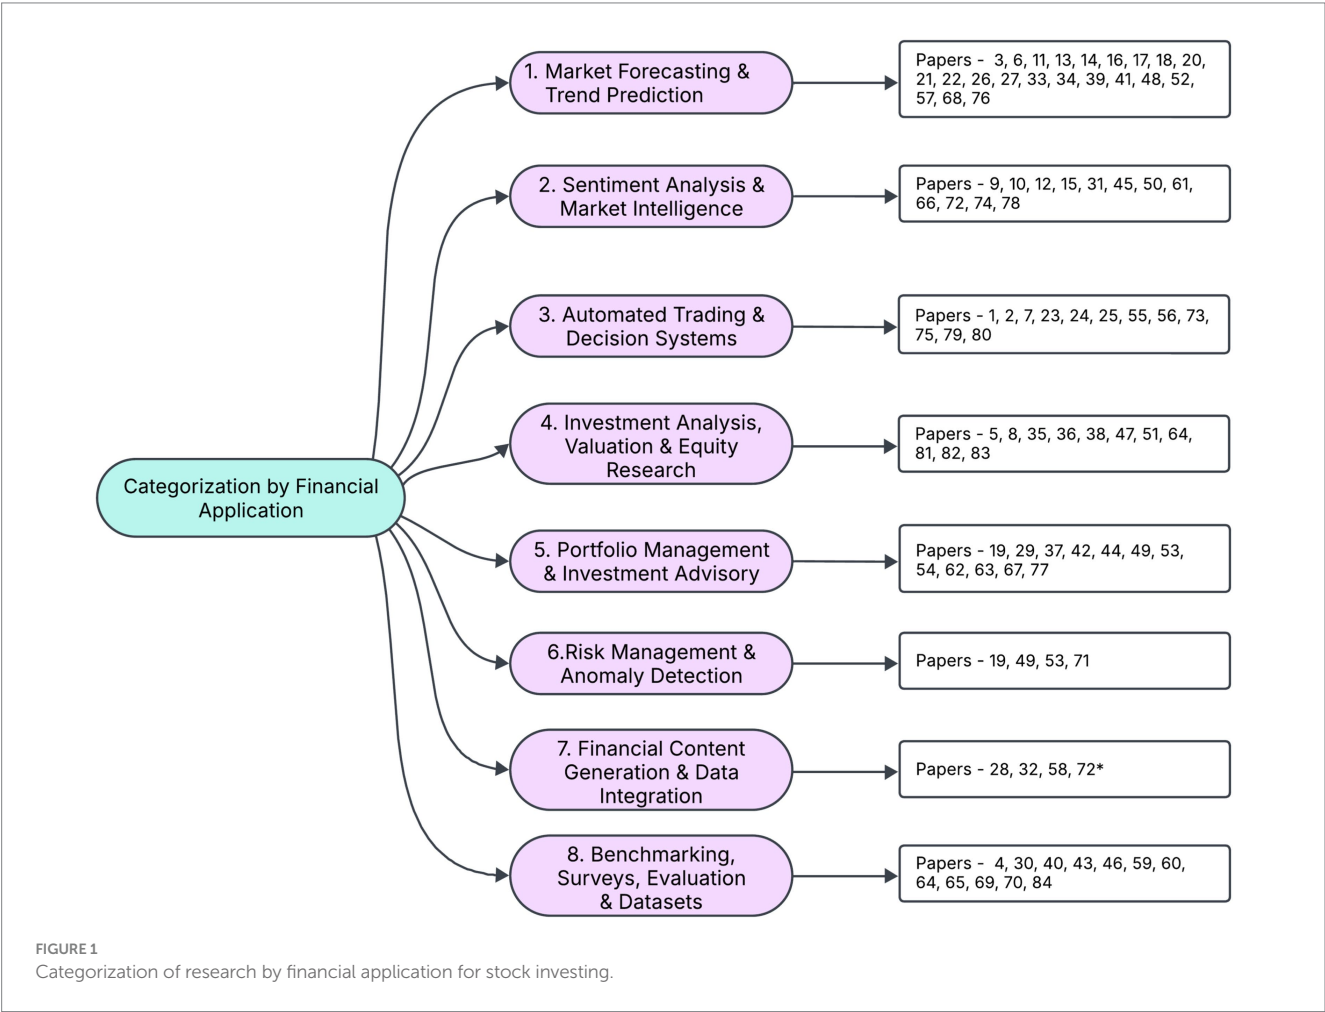 1. Market Forecasting &
Trend Prediction
Papers - 3, 6, 11, 13, 14, 16, 17, 18, 20,
21, 22, 26, 27, 33, 34, 39, 41, 48, 52,
57, 68, 76
2. Sentiment Analysis &
Market Intelligence
Papers - 9, 10, 12, 15, 31, 45, 50, 61,
66, 72, 74, 78
3. Automated Trading &
Decision Systems
Papers - 1, 2, 7, 23, 24, 25, 55, 56, 73,
75, 79, 80
4. Investment Analysis,
Valuation & Equity
Research
Papers - 5, 8, 35, 36, 38, 47, 51, 64,
81, 82, 83
Categorization by Financial
Application
5. Portfolio Management
& Investment Advisory
Papers - 19, 29, 37, 42, 44, 49, 53,
54, 62, 63, 67, 77
6.Risk Management &
Anomaly Detection
Papers - 19, 49, 53, 71
7. Financial Content
Generation & Data
Integration
Papers - 28, 32, 58, 72*
8. Benchmarking,
Surveys, Evaluation
& Datasets
Papers - 4, 30, 40, 43, 46, 59, 60,
64, 65, 69, 70, 84
FIGURE 1
Categorization of research by financial application for stock investing.